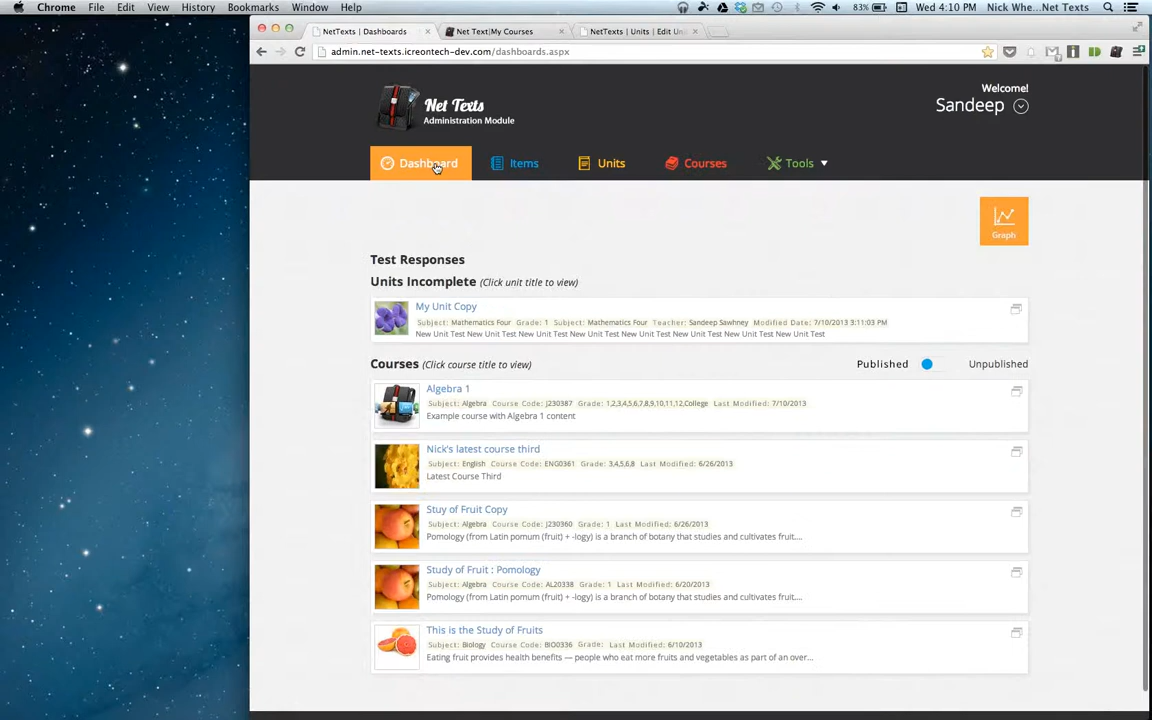 Chrome File Edit View History Bookmarks Window Help 83% Wed 4:10 PM Nick Whe...Net Texts
NetTexts | Dashboards Net Text|My Courses NetTexts | Units | Edit Un
admin.net-texts.icreontech-dev.com/dashboards.aspx
Welcome!
Net Texts Sandeep
Administration Module
Dashboard Items Units Courses Tools
Graph
Test Responses
Units Incomplete (Click unit title to view)
My Unit Copy
Subject: Mathematics Four Grade: 1 Subject: Mathematics Four Teacher: Sandeep Sawhney Modified Date: 7/10/2013 3:11:03 PM
New Unit Test New Unit Test New Unit Test New Unit Test New Unit Test New Unit Test New Unit Test
Courses (Click course title to view) Published Unpublished
Algebra 1
Subject: Algebra Course Code: J230387 Grade: 1,2,3,4,5,6,7,8,9,10,11,12,College Last Modified: 7/10/2013
Example course with Algebra 1 content
Nick's latest course third
Subject: English Course Code: ENG0361 Grade: 3,4,5,6,8 Last Modified: 6/26/2013
Latest Course Third
Stuy of Fruit Copy
Subject: Algebra Course Code: J230360 Grade: 1 Last Modified: 6/26/2013
Pomology (from Latin pomum (fruit) + -logy) is a branch of botany that studies and cultivates fruit....
Study of Fruit : Pomology
Subject: Algebra Course Code: AL20338 Grade: 1 Last Modified: 6/20/2013
Pomology (from Latin pomum (fruit) + -logy) is a branch of botany that studies and cultivates fruit....
This is the Study of Fruits
Subject: Biology Course Code: BIO0336 Grade: Last Modified: 6/10/2013
Eating fruit provides health benefits — people who eat more fruits and vegetables as part of an over...